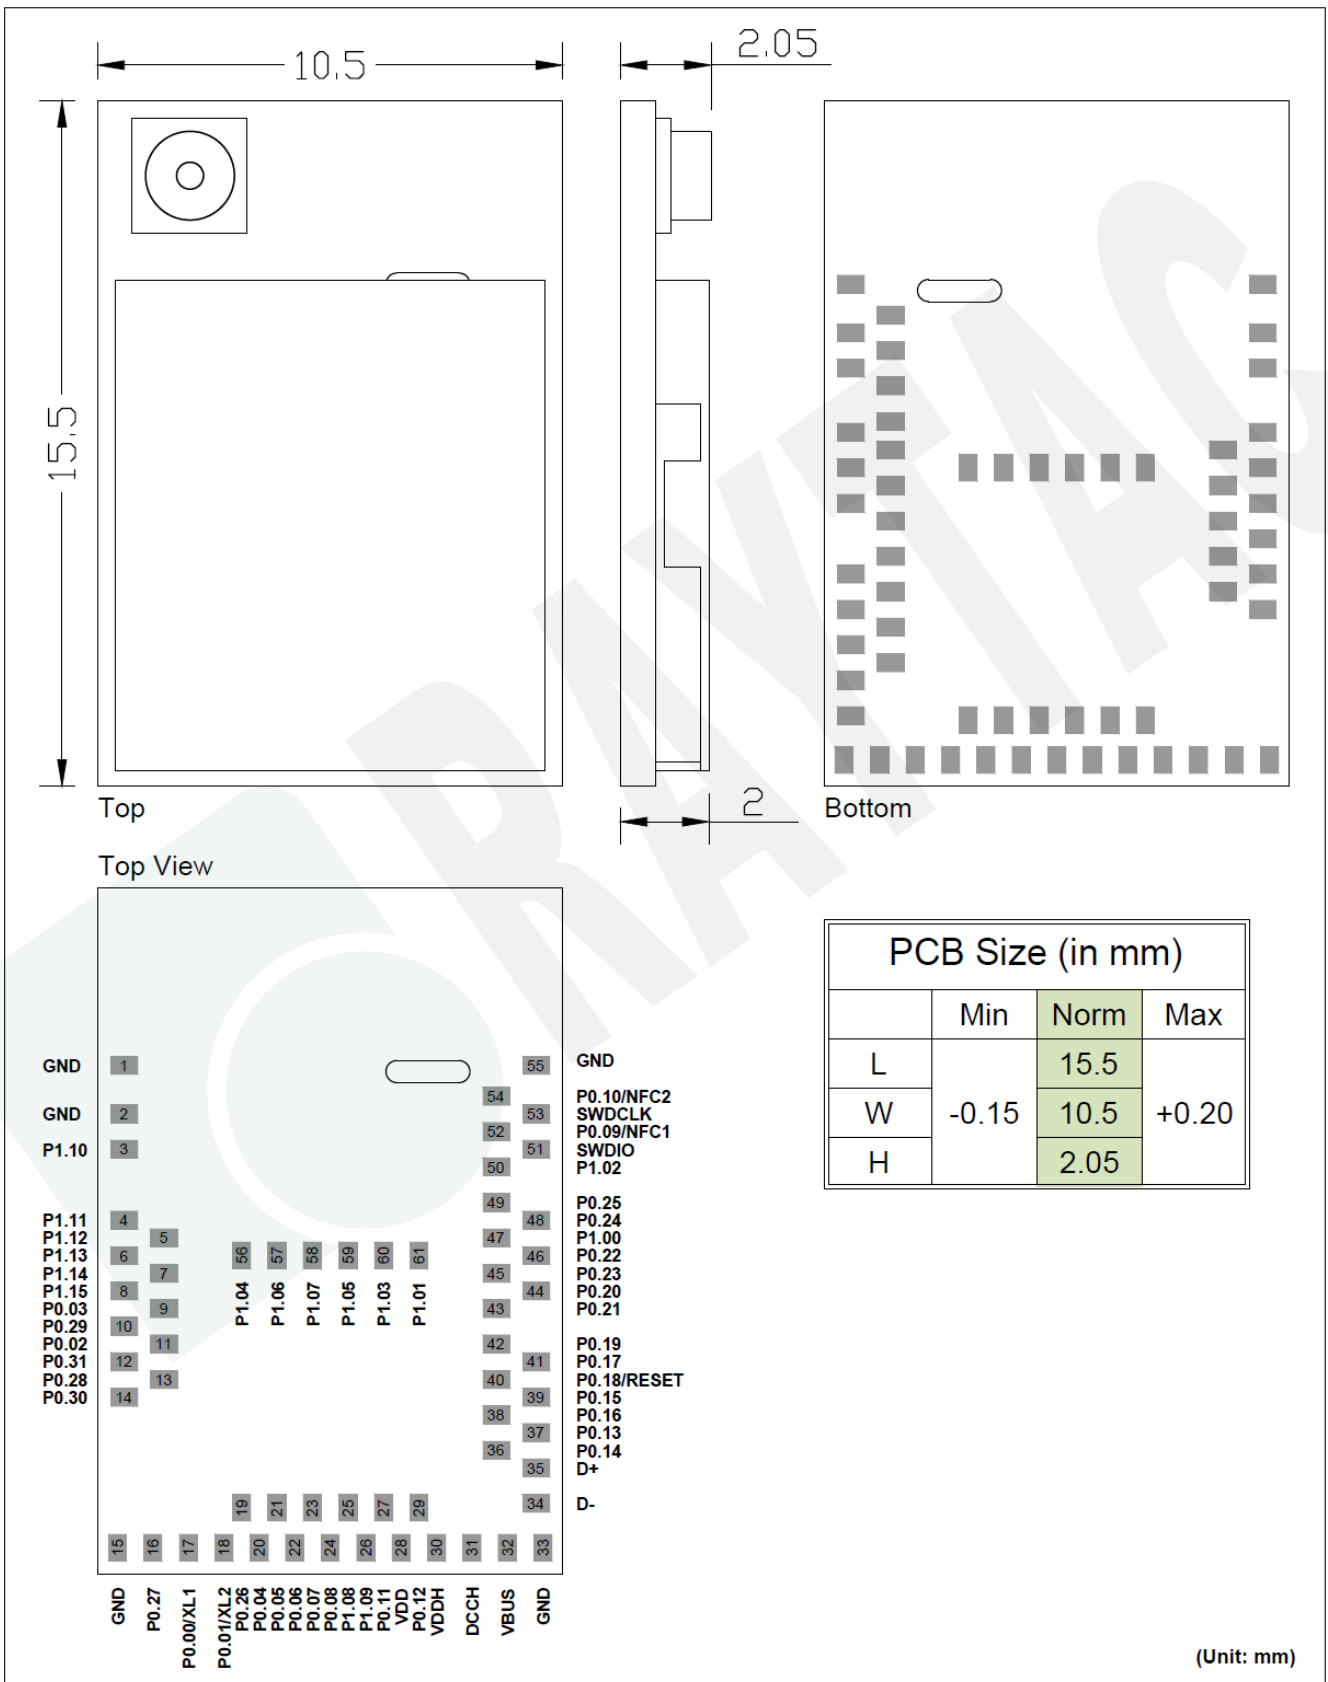 10.5
2.05
15.5
Top
2
Bottom
Top View
RAYTAC
PCB Size (in mm)
Min Norm Max
L 15.5
W -0.15 10.5 +0.20
H 2.05
GND 1
GND 2
P1.10 3
P1.11 4
P1.12 5
P1.13 6
P1.14 7
P1.15 8
P0.03 9
P0.29 10
P0.02 11
P0.31 12
P0.28 13
P0.30 14
55 GND
54 P0.10/NFC2
53 SWDCLK
52 P0.09/NFC1
51 SWDIO
50 P1.02
49 P0.25
48 P0.24
47 P1.00
46 P0.22
45 P0.23
44 P0.20
43 P0.21
42 P0.19
41 P0.17
40 P0.18/RESET
39 P0.15
38 P0.16
37 P0.13
36 P0.14
35 D+
34 D-
56 57 58 59 60 61
P1.04 P1.06 P1.07 P1.05 P1.03 P1.01
19 21 23 25 27 29
15 16 17 18 20 22 24 26 28 30 31 32 33
GND P0.27 P0.00/XL1 P0.01/XL2 P0.26 P0.04 P0.05 P0.06 P0.07 P0.08 P1.08 P1.09 P0.11 VDD P0.12 VDDH DCCH VBUS GND
(Unit: mm)